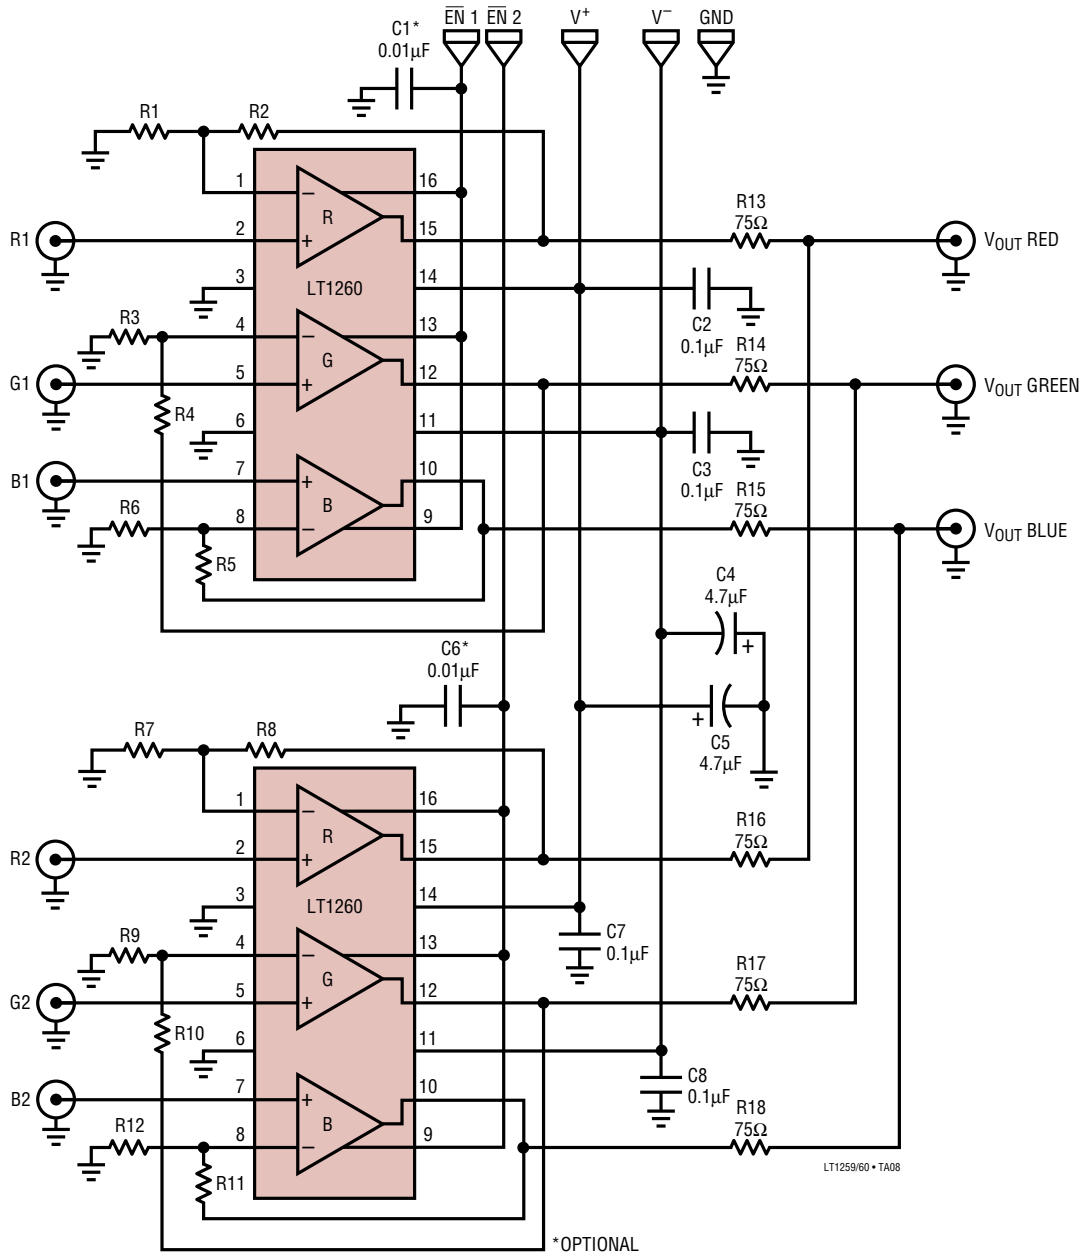 EN 1
EN 2
V+
V−
GND
C1*
0.01µF
R1
R2
1
16
R
R13
75Ω
2
15
R1
VOUT RED
3
14
LT1260
C2
0.1µF
R3
4
13
R14
75Ω
G
5
12
G1
VOUT GREEN
R4
6
11
C3
0.1µF
7
10
B1
R15
75Ω
R6
B
8
9
VOUT BLUE
R5
C4
4.7µF
+
C6*
0.01µF
+
C5
4.7µF
R7
R8
1
16
R
R16
75Ω
2
15
R2
3
14
LT1260
C7
0.1µF
R9
4
13
R17
75Ω
G
5
12
G2
R10
6
11
C8
0.1µF
7
10
B2
R18
75Ω
R12
B
8
9
LT1259/60 • TA08
R11
*OPTIONAL